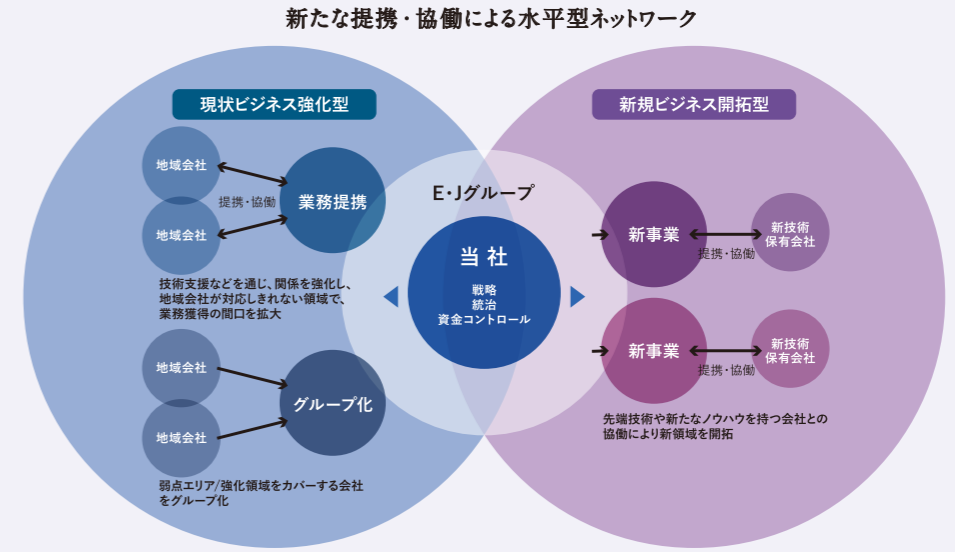 新たな提携・協働による水平型ネットワーク
現状ビジネス強化型
地域会社
提携・協働
業務提携
地域会社
技術支援などを通じ、関係を強化し、
地域会社が対応しきれない領域で、
業務獲得の間口を拡大
地域会社
グループ化
地域会社
弱点エリア/強化領域をカバーする会社
をグループ化
E・Jグループ
当社
戦略
統治
資金コントロール
新規ビジネス開拓型
新事業
提携・協働
新技術
保有会社
新事業
提携・協働
新技術
保有会社
先端技術や新たなノウハウを持つ会社との
協働により新領域を開拓